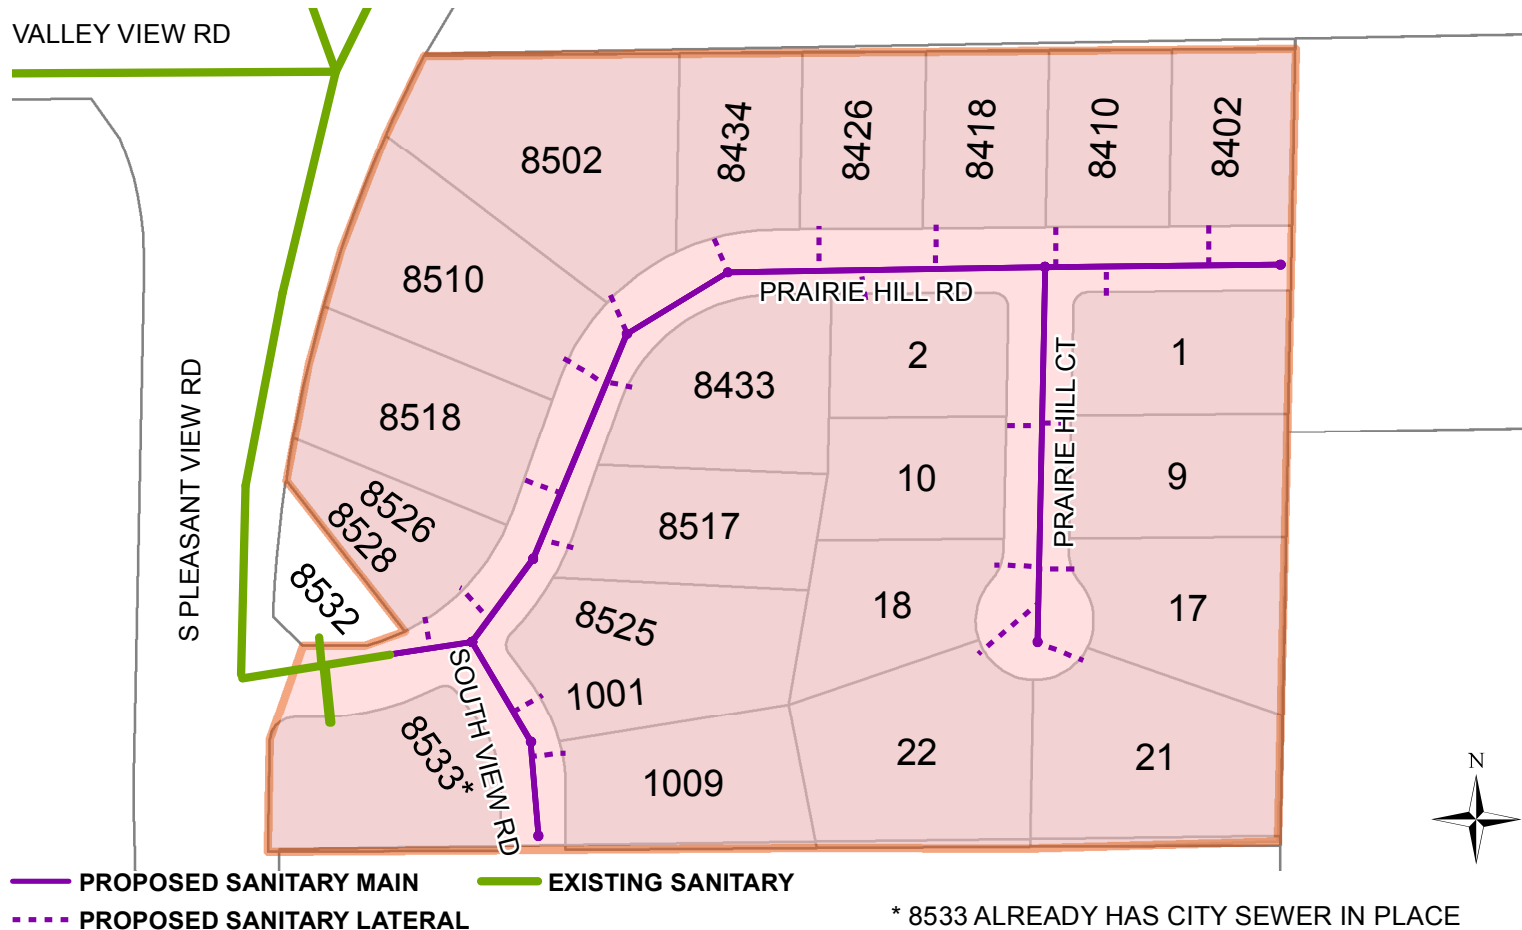 VALLEY VIEW RD
8502
8434
8426
8418
8410
8402
8510
PRAIRIE HILL RD
8433
2
1
8518
S PLEASANT VIEW RD
PRAIRIE HILL CT
10
9
8526
8528
8517
8532
8525
18
17
1001
SOUTH VIEW RD
8533*
1009
22
21
N
PROPOSED SANITARY MAIN
EXISTING SANITARY
PROPOSED SANITARY LATERAL
* 8533 ALREADY HAS CITY SEWER IN PLACE